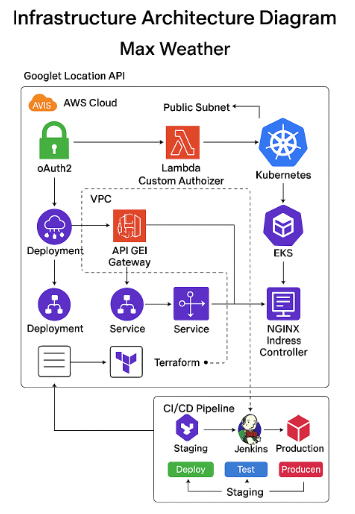 Infrastructure Architecture Diagram
Max Weather
Googlet Location API
AVIS
AWS Cloud
Public Subnet
oAuth2
Lambda
Custom Authoizer
Kubernetes
VPC
Deployment
API GEI
Gateway
EKS
Deployment
Service
Service
NGINX
Indress
Controller
Terraform
CI/CD Pipeline
Staging
Jenkins
Production
Deploy
Test
Producen
Staging